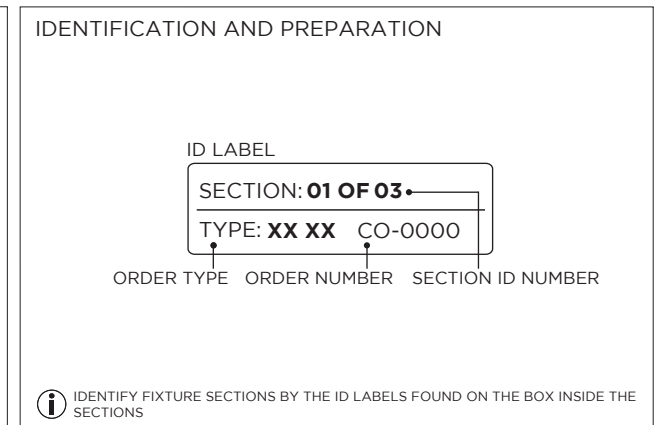 IDENTIFICATION AND PREPARATION
ID LABEL
SECTION: 01 OF 03
TYPE: XX XX CO-0000
ORDER TYPE ORDER NUMBER SECTION ID NUMBER
IDENTIFY FIXTURE SECTIONS BY THE ID LABELS FOUND ON THE BOX INSIDE THE
SECTIONS